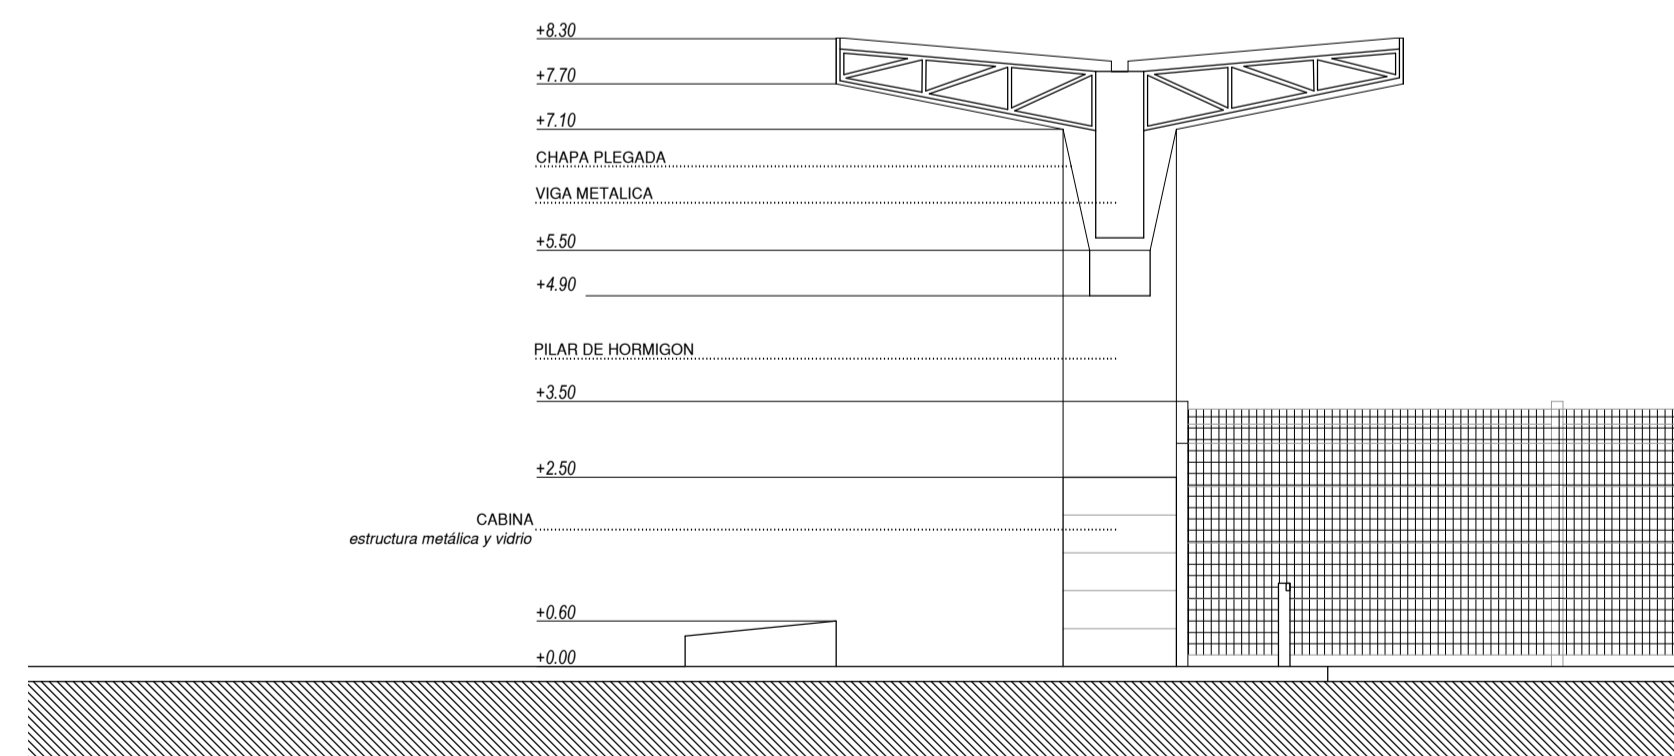 +8.30
+7.70
+7.10
CHAPA PLEGADA
VIGA METALICA
+5.50
+4.90
PILAR DE HORMIGON
+3.50
+2.50
CABINA
estructura metálica y vidrio
+0.60
+0.00